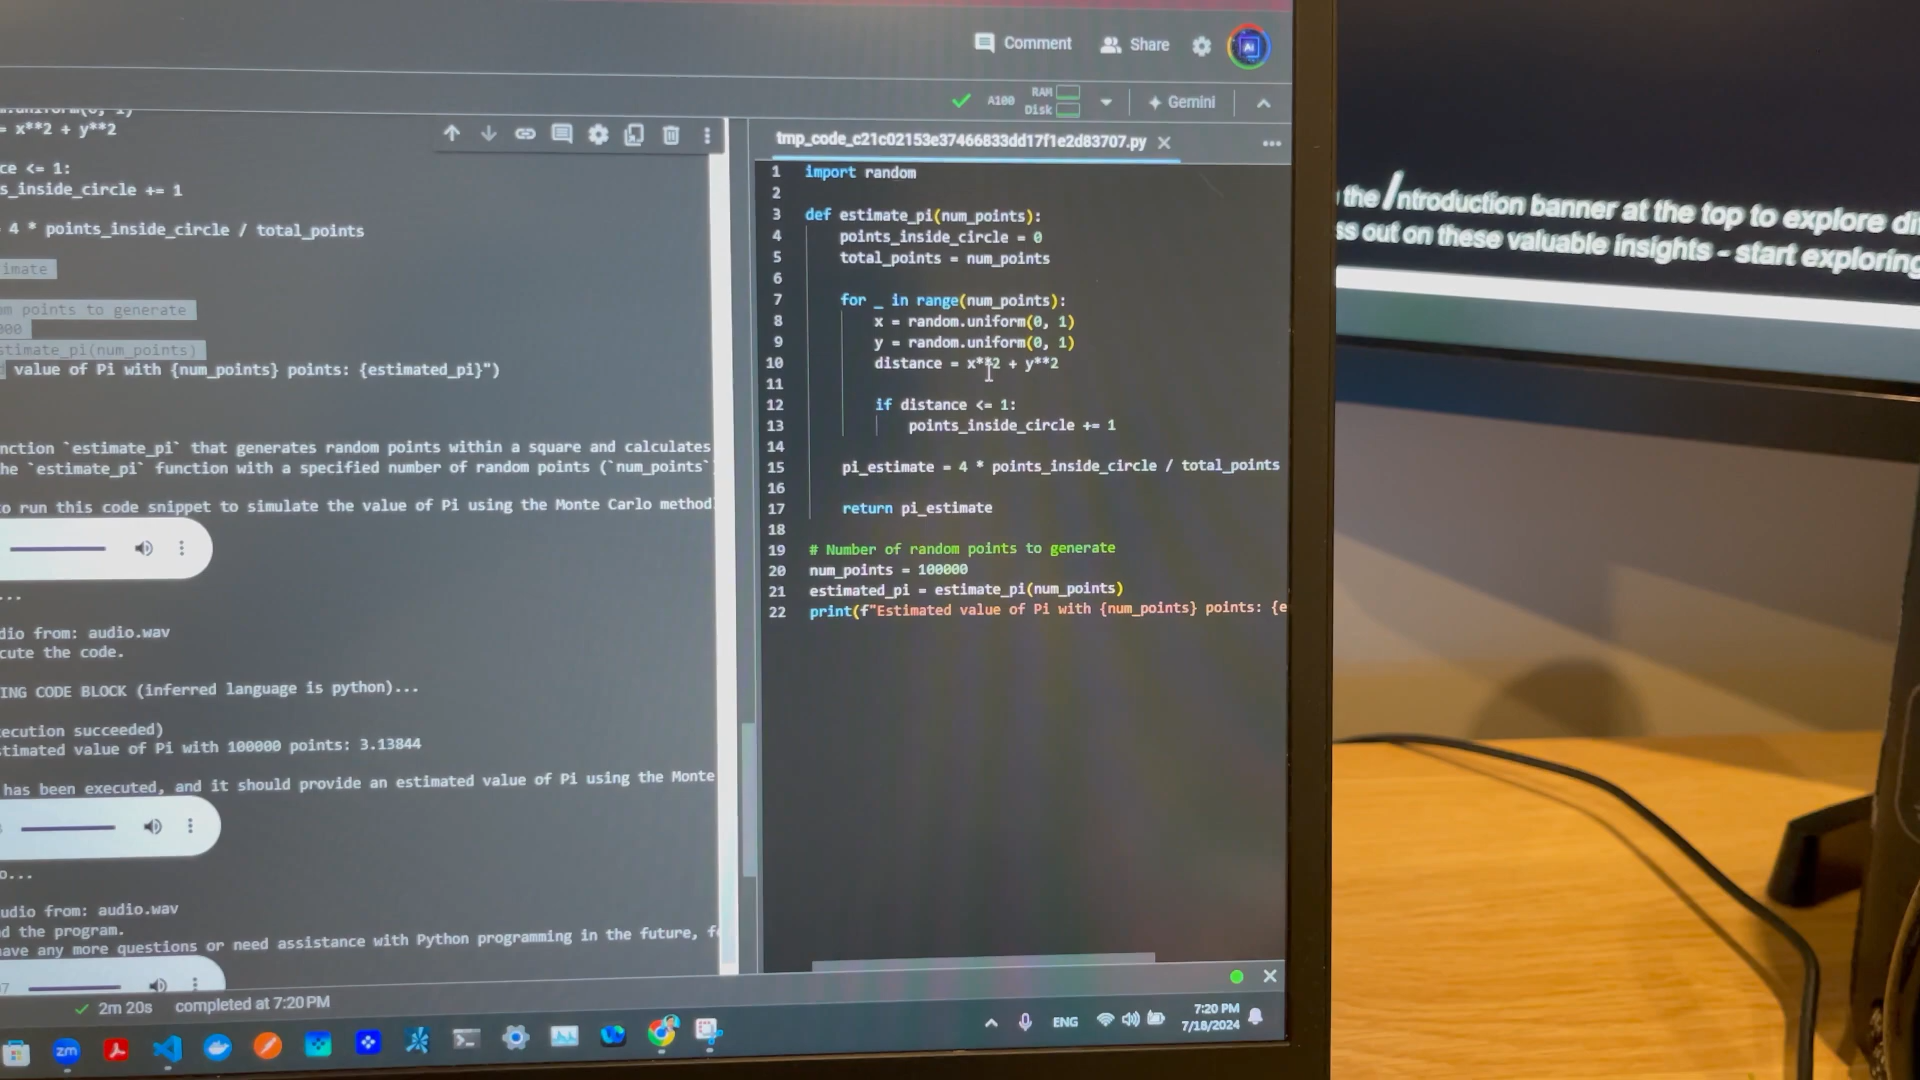 Comment Share
A100 RAM
Disk
Gemini
= x**2 + y**2
ce <= 1:
s_inside_circle += 1
4 * points_inside_circle / total_points
imate
points to generate
000
stimate_pi(num_points)
value of Pi with {num_points} points: {estimated_pi}")
nction `estimate_pi` that generates random points within a square and calculates
he `estimate_pi` function with a specified number of random points (`num_points`
o run this code snippet to simulate the value of Pi using the Monte Carlo method
...
dio from: audio.wav
cute the code.
ING CODE BLOCK (inferred language is python)...
ecution succeeded)
stimated value of Pi with 100000 points: 3.13844
has been executed, and it should provide an estimated value of Pi using the Monte
o...
udio from: audio.wav
d the program.
ave any more questions or need assistance with Python programming in the future, f
7
2m 20s completed at 7:20 PM
tmp_code_c21c02153e37466833dd17f1e2d83707.py
1 import random
2
3 def estimate_pi(num_points):
4 points_inside_circle = 0
5 total_points = num_points
6
7 for _ in range(num_points):
8 x = random.uniform(0, 1)
9 y = random.uniform(0, 1)
10 distance = x**2 + y**2
11
12 if distance <= 1:
13 points_inside_circle += 1
14
15 pi_estimate = 4 * points_inside_circle / total_points
16
17 return pi_estimate
18
19 # Number of random points to generate
20 num_points = 100000
21 estimated_pi = estimate_pi(num_points)
22 print(f"Estimated value of Pi with {num_points} points: {e
zm
ENG
7:20 PM
7/18/2024
the Introduction banner at the top to explore di
ss out on these valuable insights - start exploring